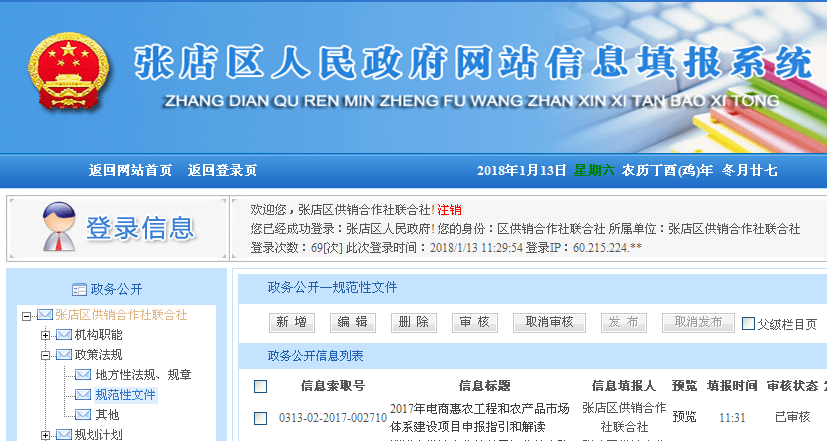 张店区人民政府网站信息填报系统
ZHANG DIAN QU REN MIN ZHENG FU WANG ZHAN XIN XI TAN BAO XI TONG
返回网站首页 返回登录页 2018年1月13日 星期六 农历丁酉(鸡)年 冬月廿七
登录信息
欢迎您，张店区供销合作社联合社! 注销
您已经成功登录：张店区人民政府! 您的身份：区供销合作社联合社 所属单位：张店区供销合作社联合社
登录次数：69[次] 此次登录时间：2018/1/13 11:29:54 登录IP：60.215.224.**
政务公开
张店区供销合作社联合社
机构职能
政策法规
地方性法规、规章
规范性文件
其他
规划计划
政务公开—规范性文件
新 增 编 辑 删 除 审 核 取消审核 发 布 取消发布 父级栏目页
政务公开信息列表
信息索取号 信息标题 信息填报人 预览 填报时间 审核状态
0313-02-2017-002710 2017年电商惠农工程和农产品市场体系建设项目申报指引和解读 张店区供销合作社联合社 预览 11:31 已审核